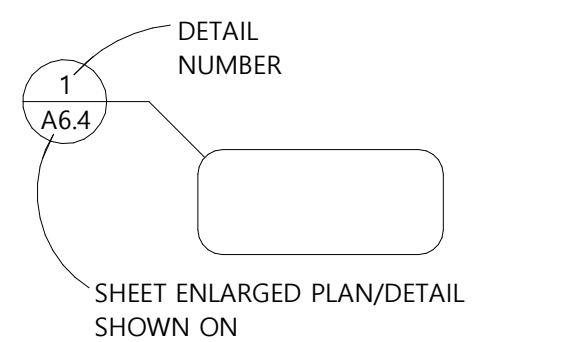 DETAIL
NUMBER
1
A6.4
SHEET ENLARGED PLAN/DETAIL
SHOWN ON